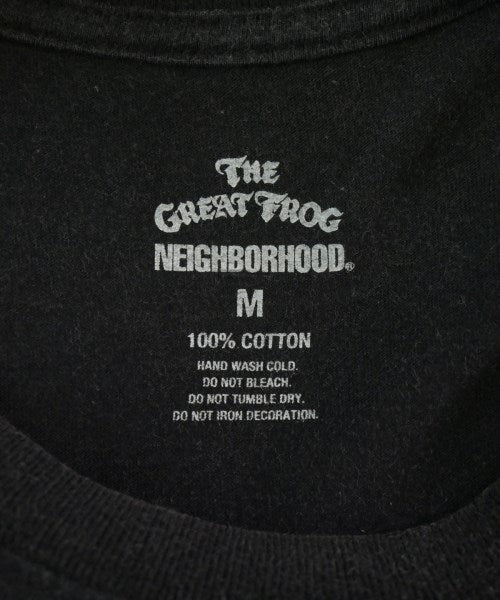 THE
GREAT FROG
NEIGHBORHOOD®
M
100% COTTON
HAND WASH COLD.
DO NOT BLEACH.
DO NOT TUMBLE DRY.
DO NOT IRON DECORATION.